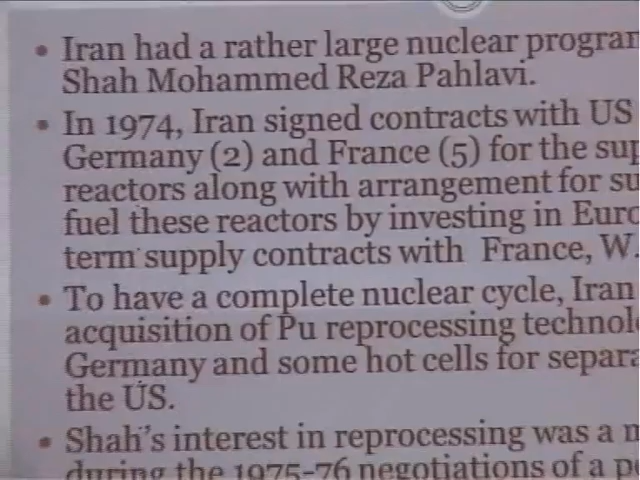 • Iran had a rather large nuclear progra
Shah Mohammed Reza Pahlavi.
• In 1974, Iran signed contracts with US
Germany (2) and France (5) for the sup
reactors along with arrangement for su
fuel these reactors by investing in Euro
term supply contracts with France, W.
• To have a complete nuclear cycle, Iran
acquisition of Pu reprocessing technol
Germany and some hot cells for separa
the US.
• Shah's interest in reprocessing was a m
during the 1975-76 negotiations of a p